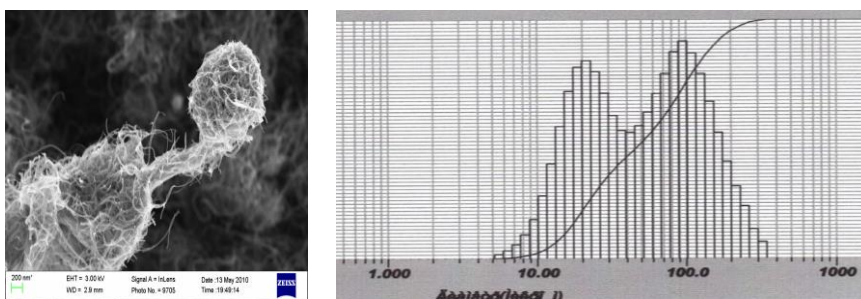 200 nm*
EHT = 3.00 kV
Signal A = InLens
Date :13 May 2010
ZEISS
WD = 2.9 mm
Photo No. = 9705
Time :19:49:14
1.000 10.00 100.0 1000